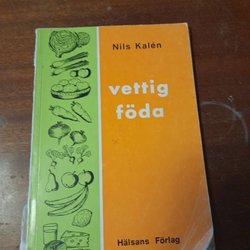 Nils Kalén
vettig
föda
Hälsans Förlag